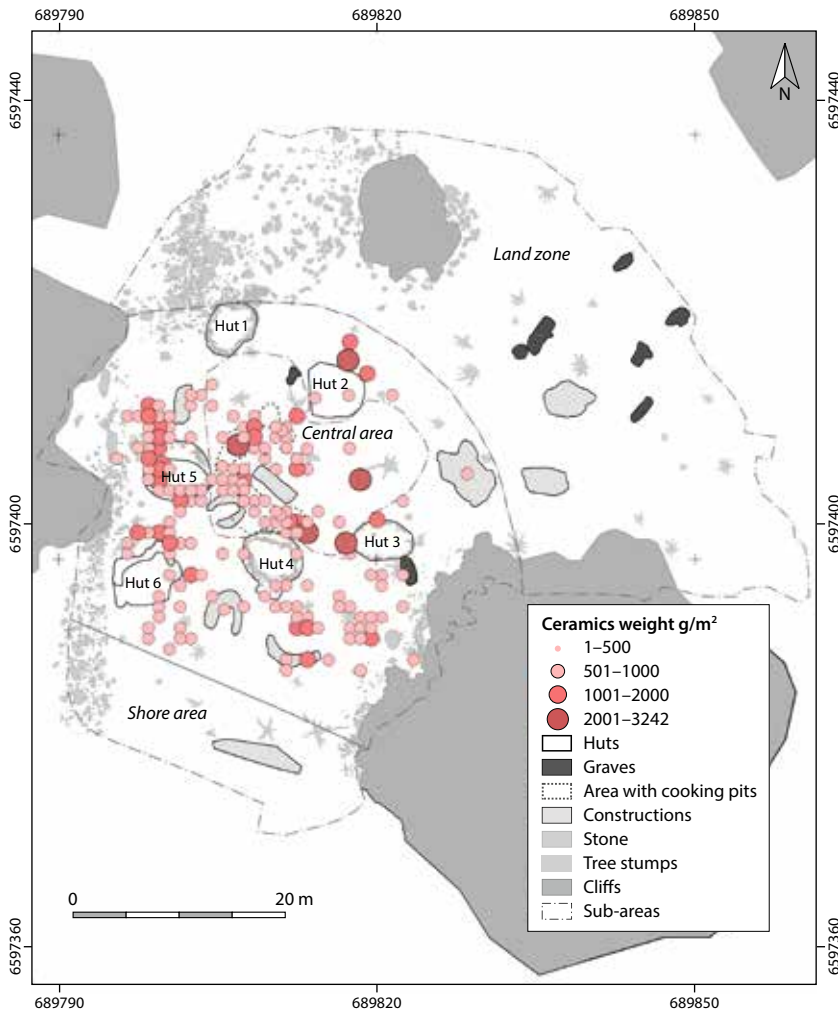 689790 689820 689850
6597440 6597440
N
Land zone
Hut 1
Hut 2
Central area
Hut 5
6597400 6597400
Hut 3
Hut 4
Hut 6
Shore area
Ceramics weight g/m²
1–500
501–1000
1001–2000
2001–3242
Huts
Graves
Area with cooking pits
Constructions
Stone
Tree stumps
Cliffs
Sub-areas
0 20 m
6597360 6597360
689790 689820 689850